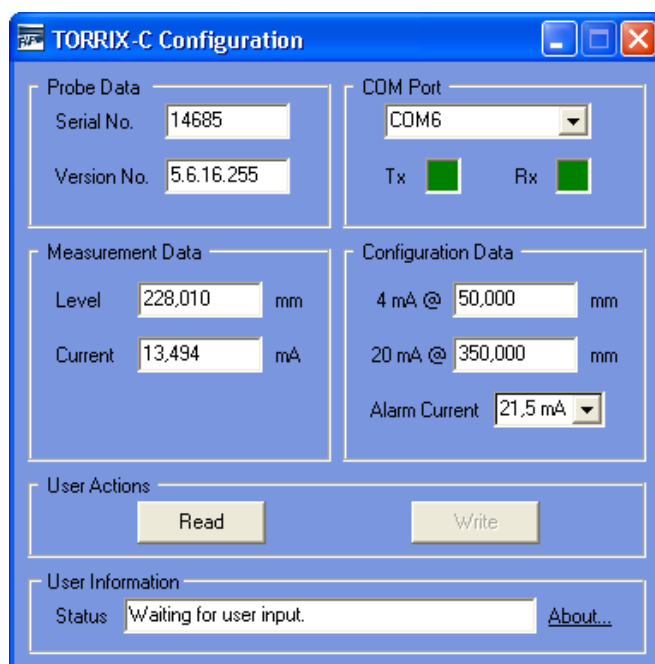 TORRIX-C Configuration
Probe Data
Serial No. 14685
Version No. 5.6.16.255
COM Port
COM6
Tx Rx
Measurement Data
Level 228,010 mm
Current 13,494 mA
Configuration Data
4 mA @ 50,000 mm
20 mA @ 350,000 mm
Alarm Current 21,5 mA
User Actions
Read Write
User Information
Status Waiting for user input. About...